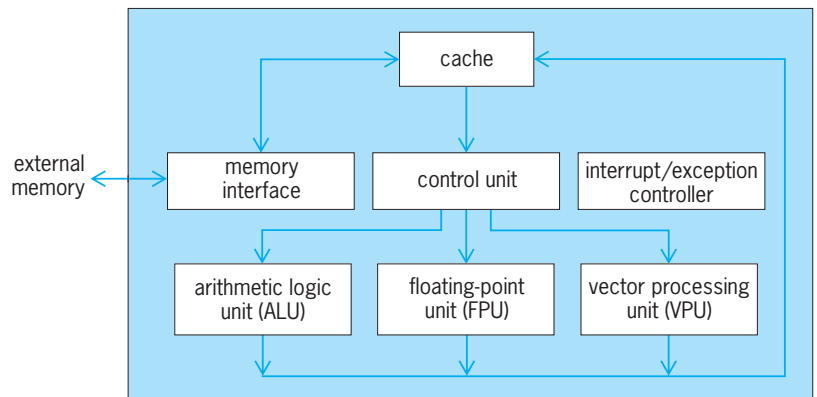 cache
external
memory
memory
interface
control unit
interrupt/exception
controller
arithmetic logic
unit (ALU)
floating-point
unit (FPU)
vector processing
unit (VPU)